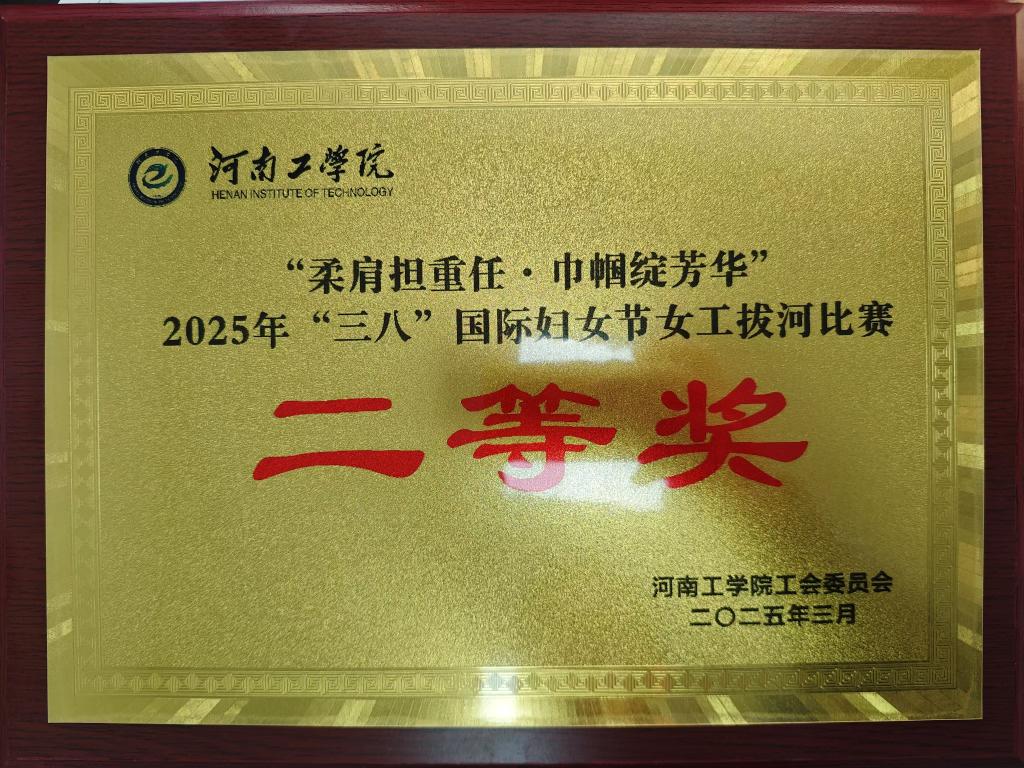 河南工学院
HENAN INSTITUTE OF TECHNOLOGY
“柔肩担重任·巾帼绽芳华”
2025年“三八”国际妇女节女工拔河比赛
二等奖
河南工学院工会委员会
二〇二五年三月